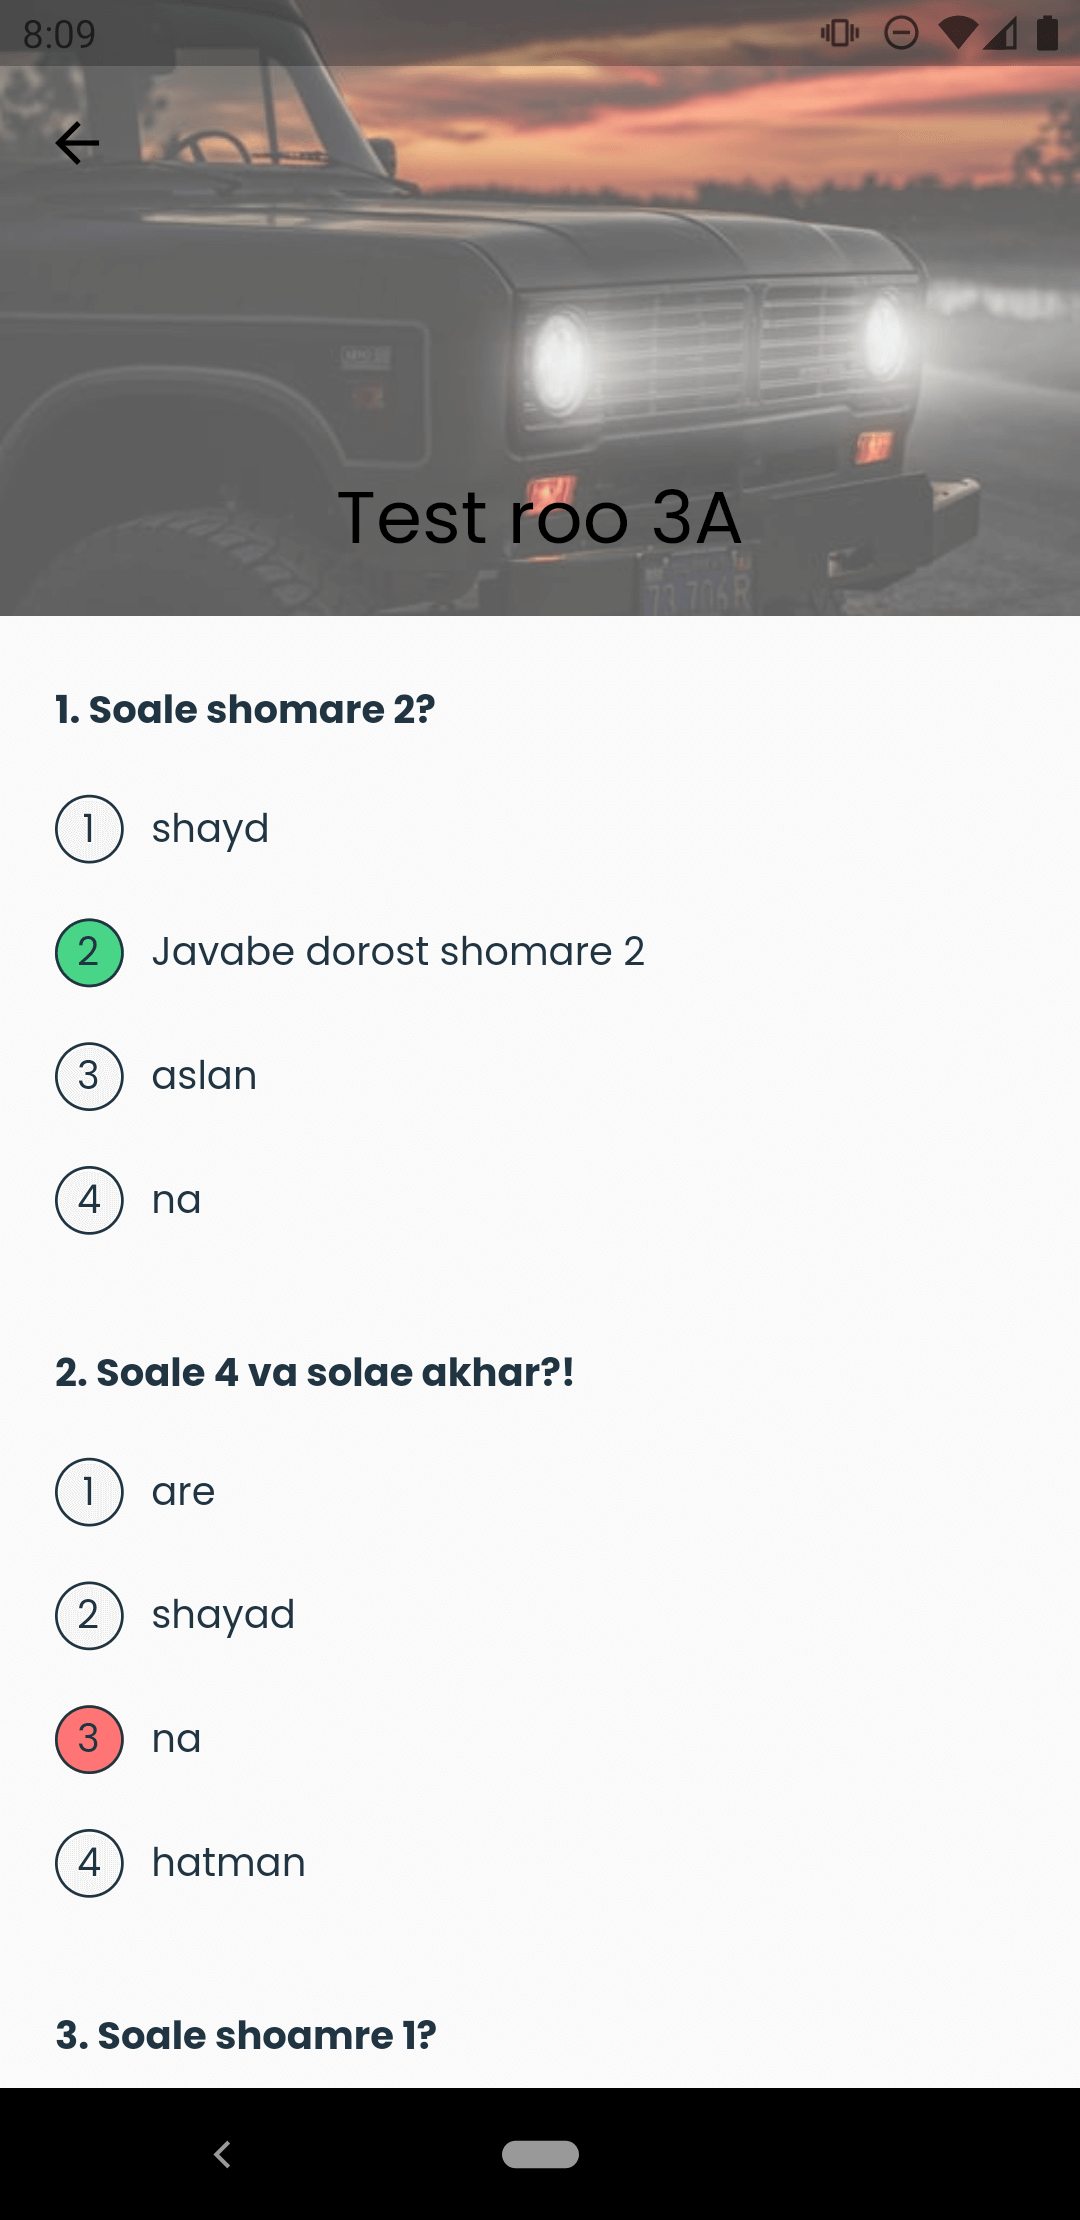 8:09
Test roo 3A
1. Soale shomare 2?
1 shayd
2 Javabe dorost shomare 2
3 aslan
4 na
2. Soale 4 va solae akhar?!
1 are
2 shayad
3 na
4 hatman
3. Soale shoamre 1?